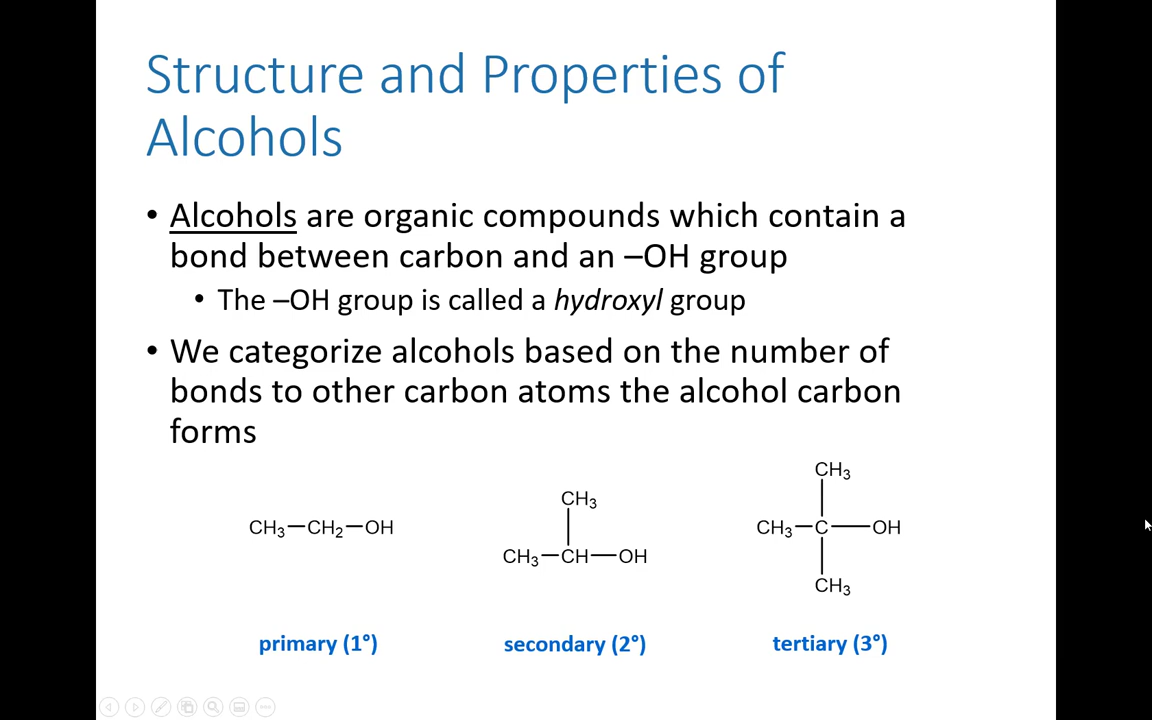 Structure and Properties of
Alcohols
• Alcohols are organic compounds which contain a
bond between carbon and an –OH group
• The –OH group is called a hydroxyl group
• We categorize alcohols based on the number of
bonds to other carbon atoms the alcohol carbon
forms
CH₃—CH₂—OH
CH₃
CH₃—CH—OH
CH₃
CH₃—C—OH
CH₃
primary (1°)
secondary (2°)
tertiary (3°)